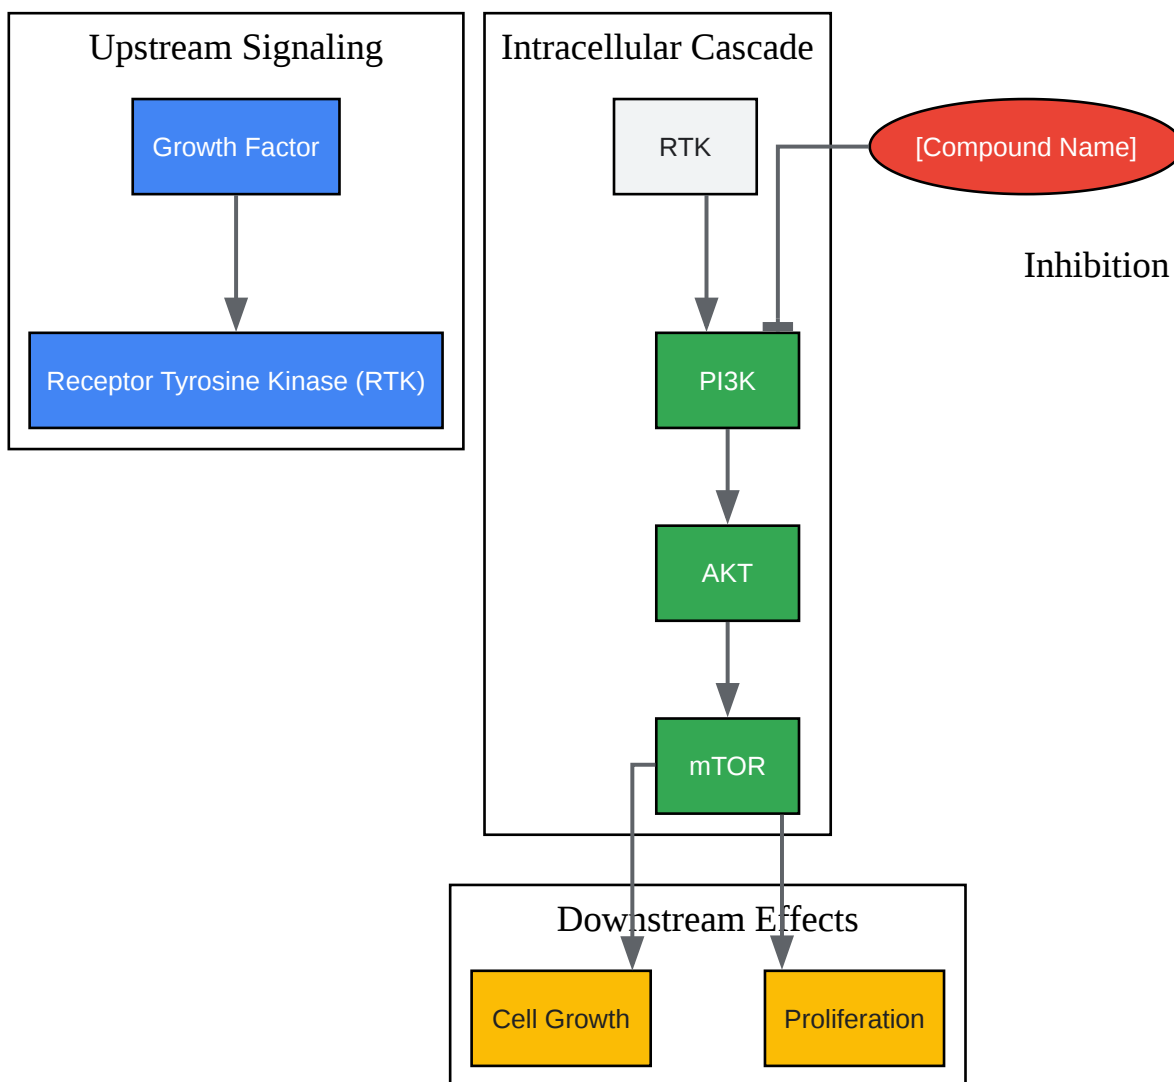 Upstream Signaling
Growth Factor
Receptor Tyrosine Kinase (RTK)
Intracellular Cascade
RTK
[Compound Name]
Inhibition
PI3K
AKT
mTOR
Downstream Effects
Cell Growth
Proliferation